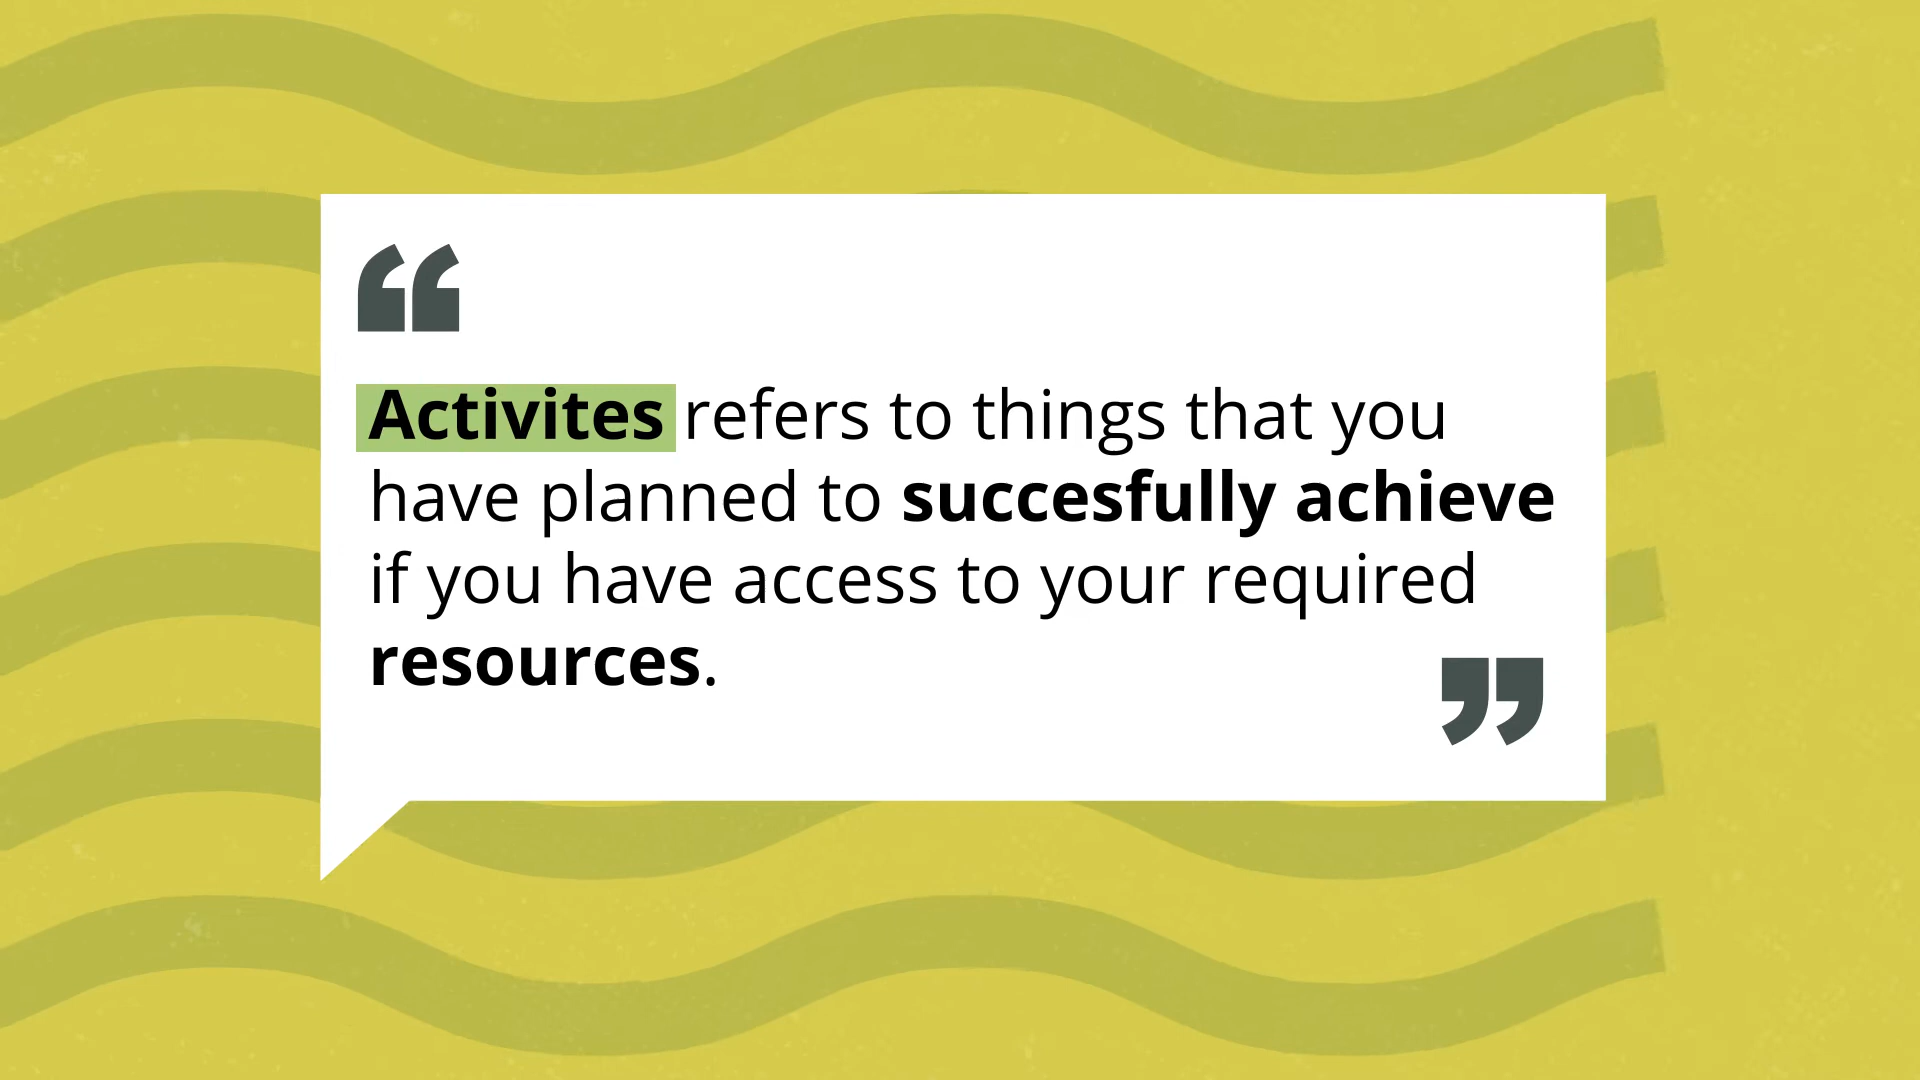 “
Activites refers to things that you
have planned to succesfully achieve
if you have access to your required
resources.
”